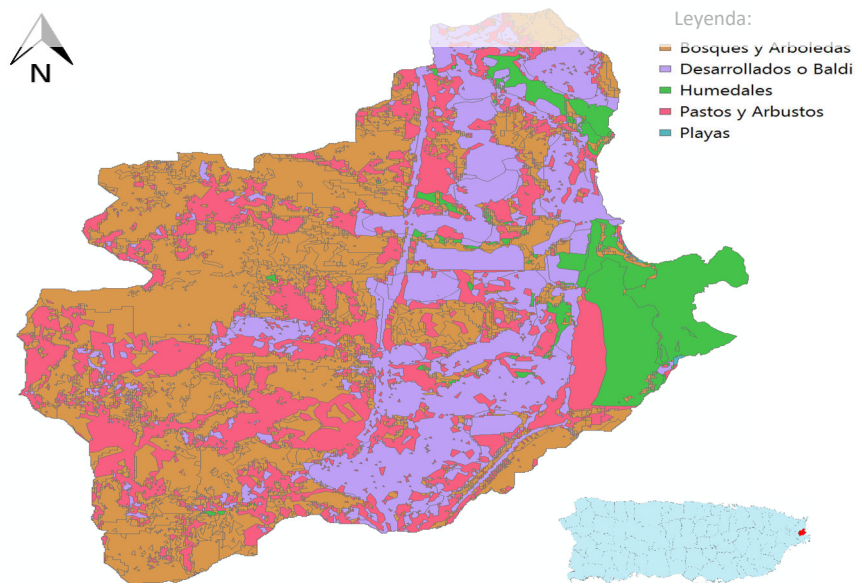 Leyenda:
Bosques y Arboledas
Desarrollados o Baldi
Humedales
Pastos y Arbustos
Playas
N